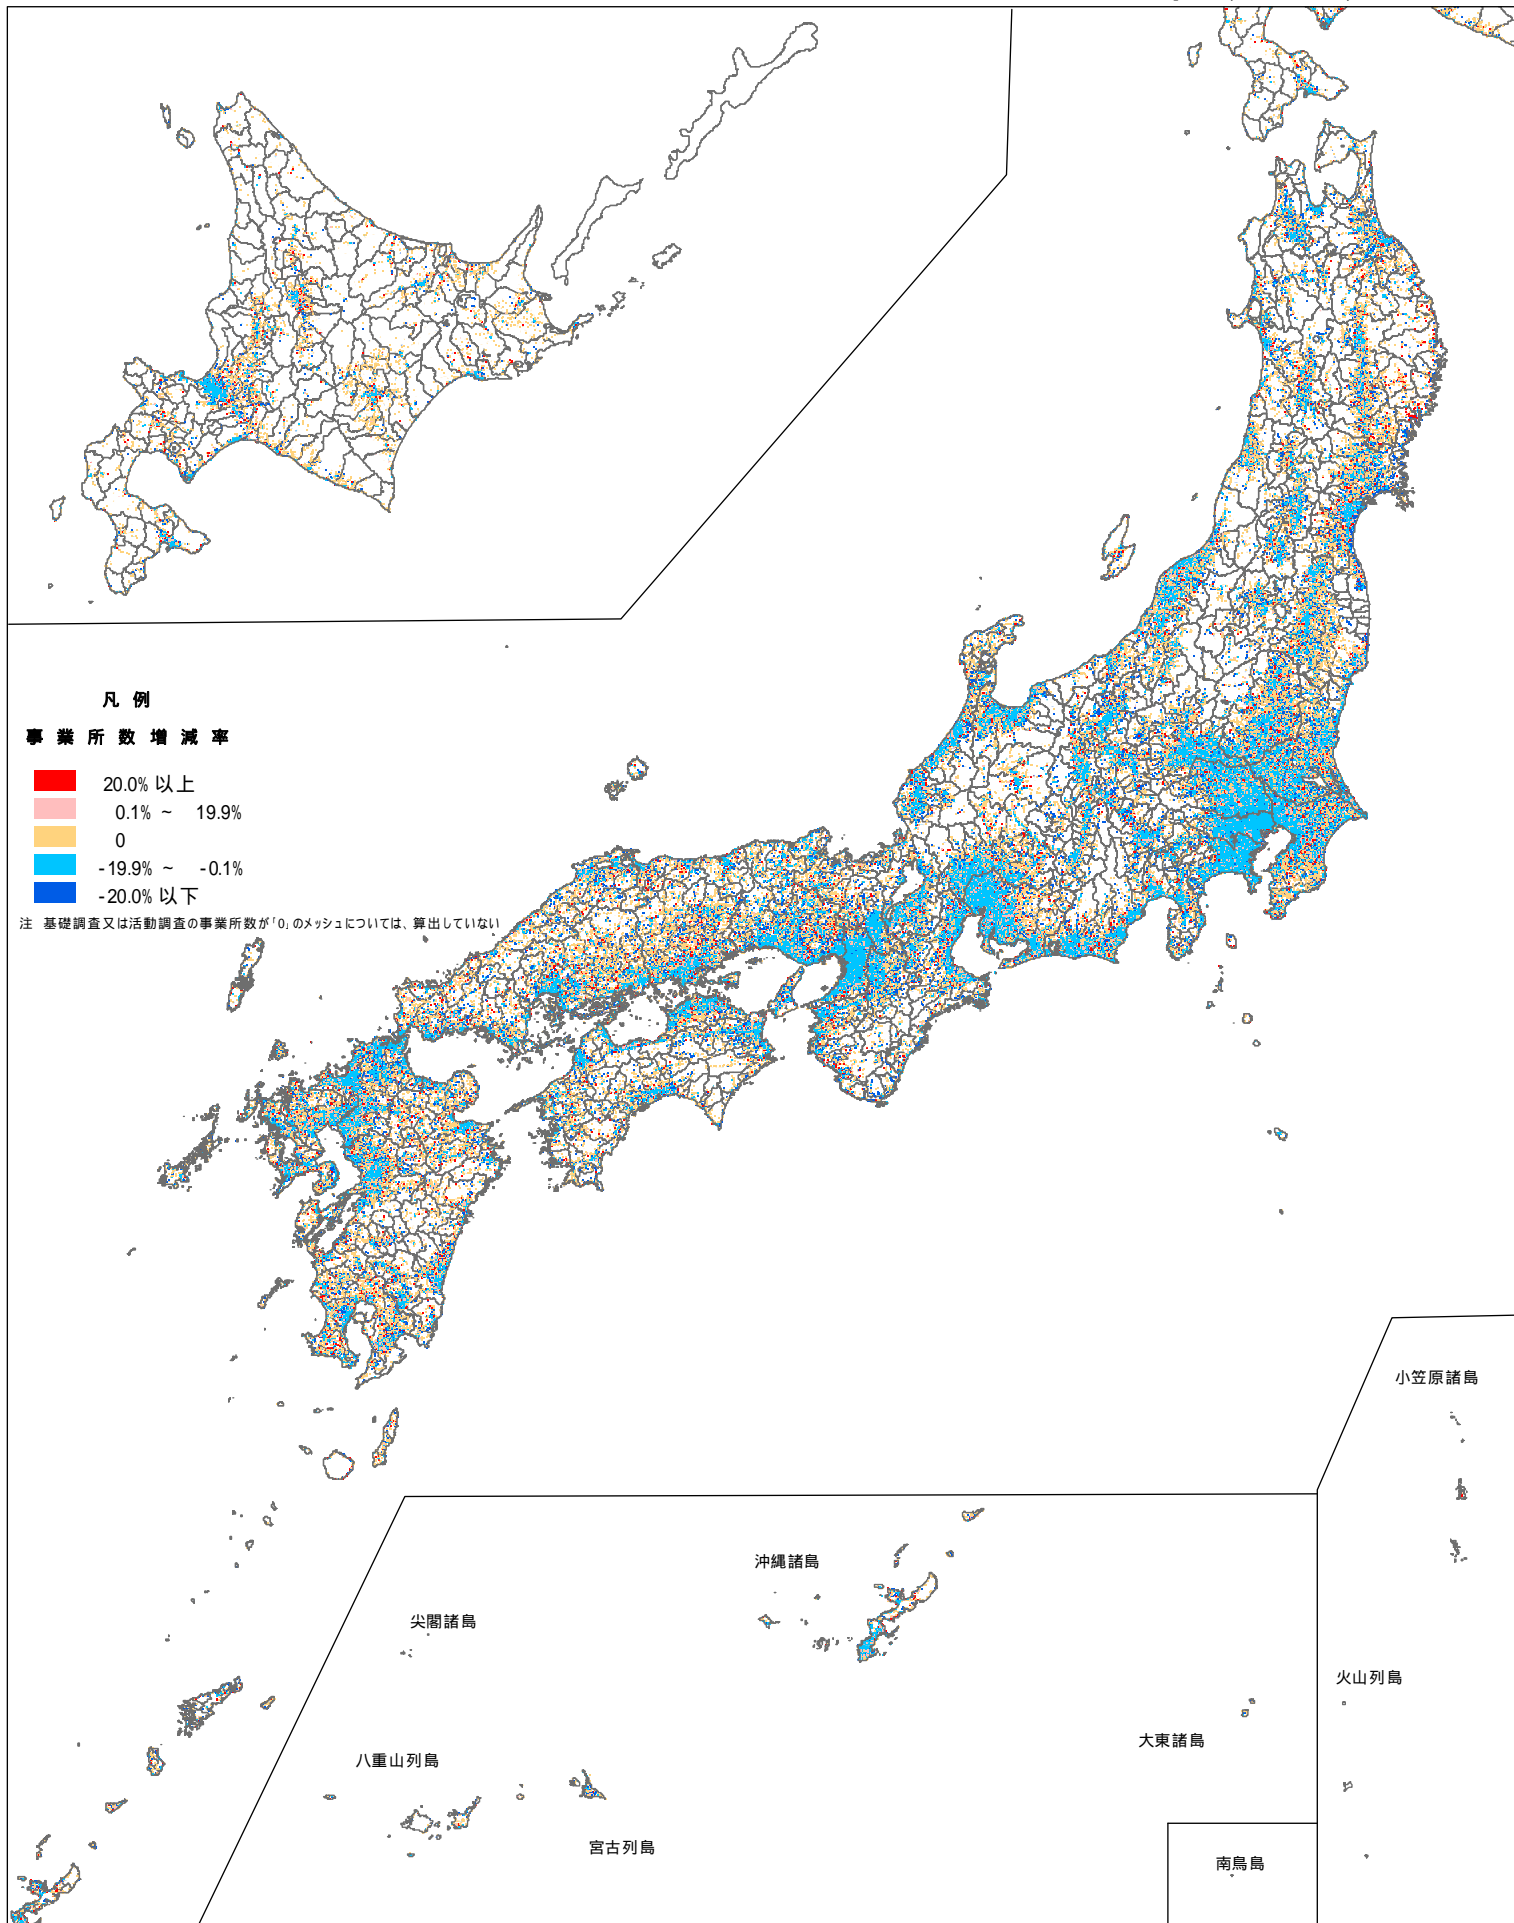 凡例
事業所数増減率
20.0% 以上
0.1% ~ 19.9%
0
-19.9% ~ -0.1%
-20.0% 以下
注 基礎調査又は活動調査の事業所数が「0」のメッシュについては、算出していない
小笠原諸島
沖縄諸島
尖閣諸島
火山列島
大東諸島
八重山列島
宮古列島
南鳥島